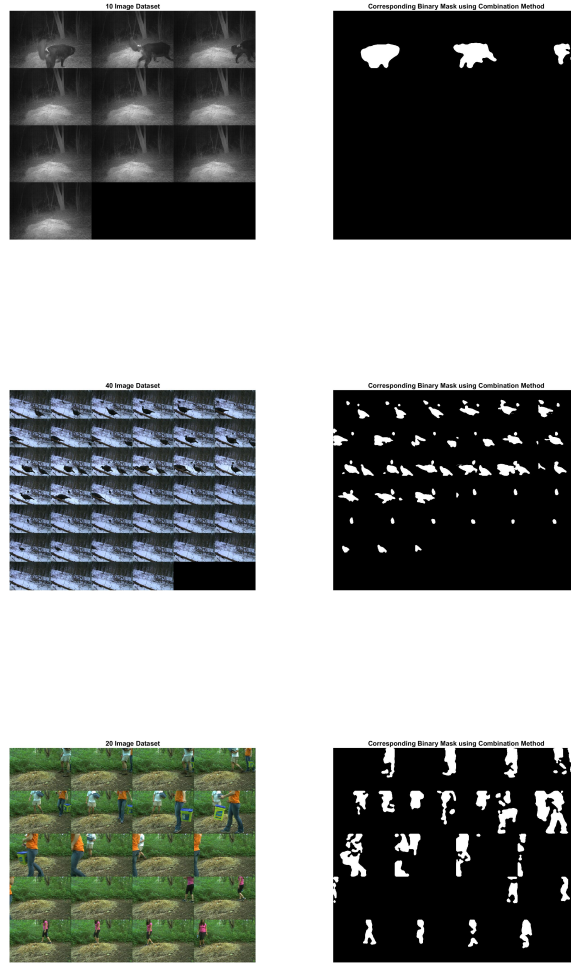 10 Image Dataset
Corresponding Binary Mask using Combination Method
40 Image Dataset
Corresponding Binary Mask using Combination Method
20 Image Dataset
Corresponding Binary Mask using Combination Method